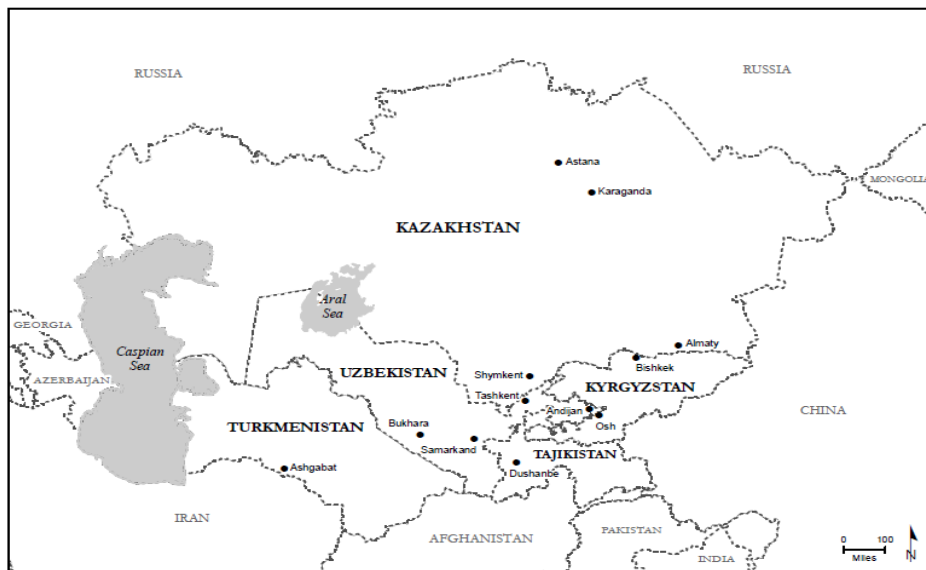 RUSSIA
RUSSIA
Astana
MONGOLIA
Karaganda
KAZAKHSTAN
Aral
Sea
GEORGIA
Caspian
Sea
Almaty
Bishkek
UZBEKISTAN
Shymkent
KYRGYZSTAN
AZERBAIJAN
Tashkent
Andijan
CHINA
Osh
Bukhara
TURKMENISTAN
Samarkand
TAJIKISTAN
Ashgabat
Dushanbe
IRAN
AFGHANISTAN
PAKISTAN
INDIA
0 100
Miles
N